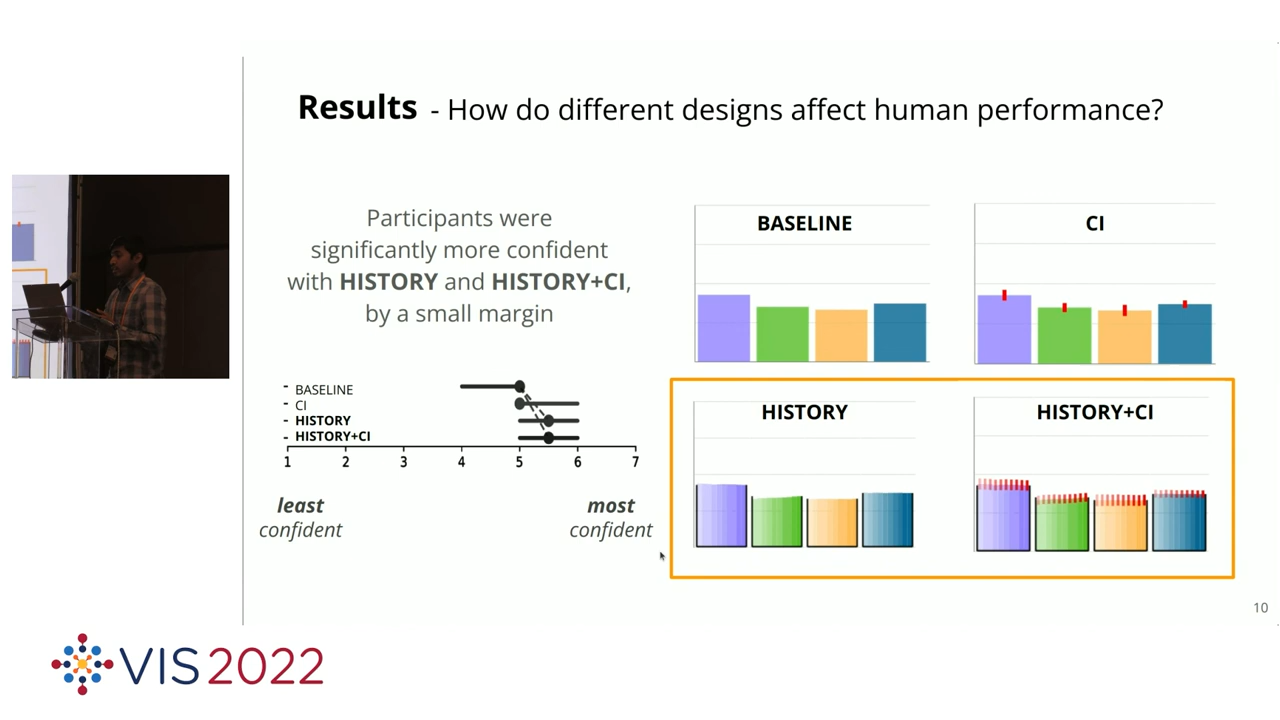 Results - How do different designs affect human performance?
Participants were
significantly more confident
with HISTORY and HISTORY+CI,
by a small margin
- BASELINE
- CI
- HISTORY
- HISTORY+CI
1 2 3 4 5 6 7
least
confident
most
confident
BASELINE
CI
HISTORY
HISTORY+CI
10
VIS2022